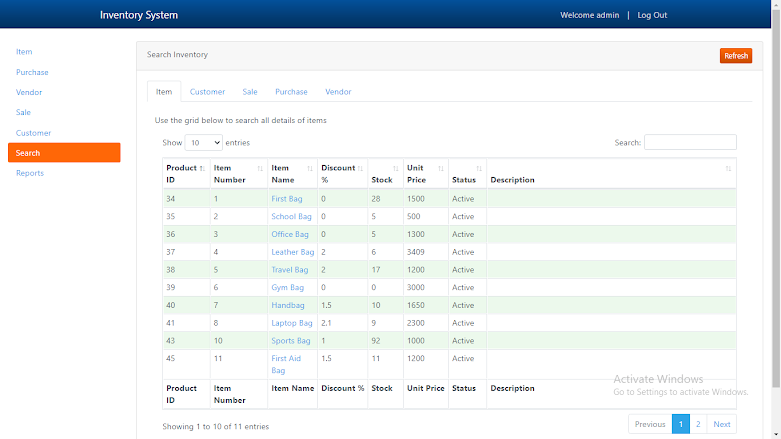 Inventory System Welcome admin | Log Out
Item
Purchase
Vendor
Sale
Customer
Search
Reports
Search Inventory Refresh
Item Customer Sale Purchase Vendor
Use the grid below to search all details of items
Show 10 entries Search:
Product ID Item Number Item Name Discount % Stock Unit Price Status Description
34 1 First Bag 0 28 1500 Active
35 2 School Bag 0 5 500 Active
36 3 Office Bag 0 5 1300 Active
37 4 Leather Bag 2 6 3409 Active
38 5 Travel Bag 2 17 1200 Active
39 6 Gym Bag 0 0 3000 Active
40 7 Handbag 1.5 10 1650 Active
41 8 Laptop Bag 2.1 9 2300 Active
43 10 Sports Bag 1 92 1000 Active
45 11 First Aid Bag 1.5 11 1200 Active
Product ID Item Number Item Name Discount % Stock Unit Price Status Description
Activate Windows
Go to Settings to activate Windows.
Showing 1 to 10 of 11 entries Previous 1 2 Next